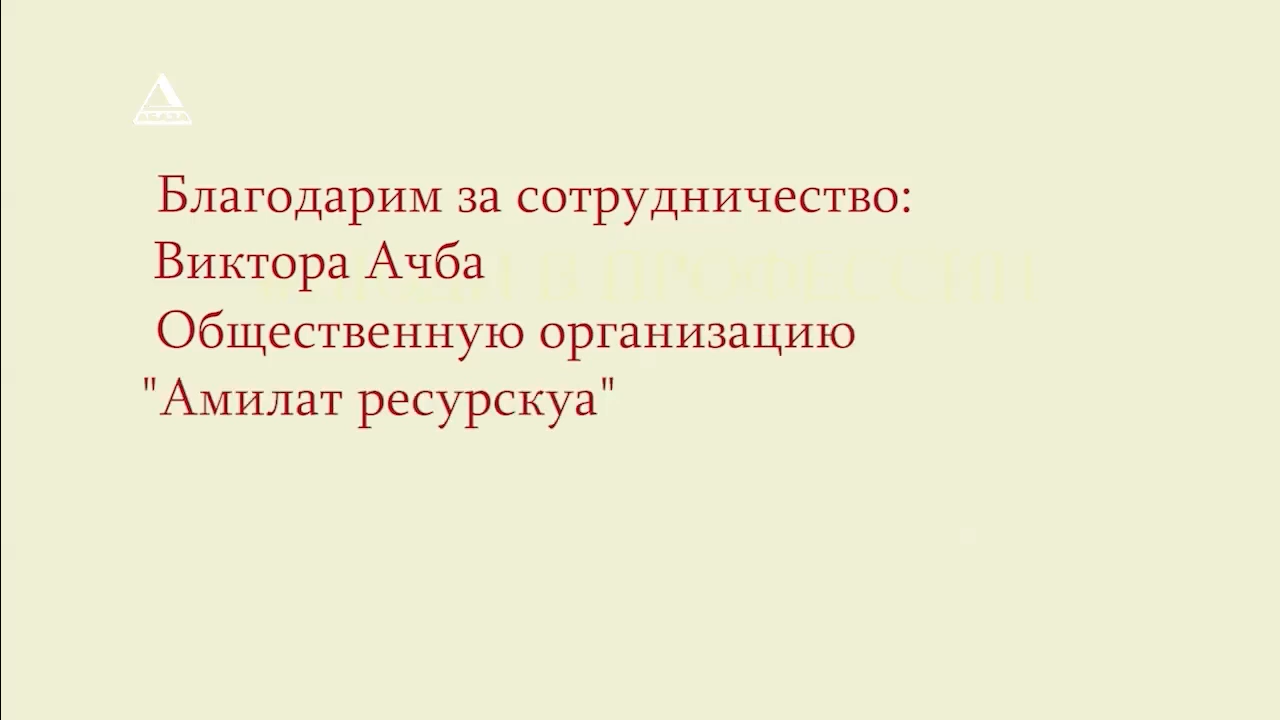 Благодарим за сотрудничество:
Виктора Ачба
Общественную организацию
"Амилат ресурскуа"